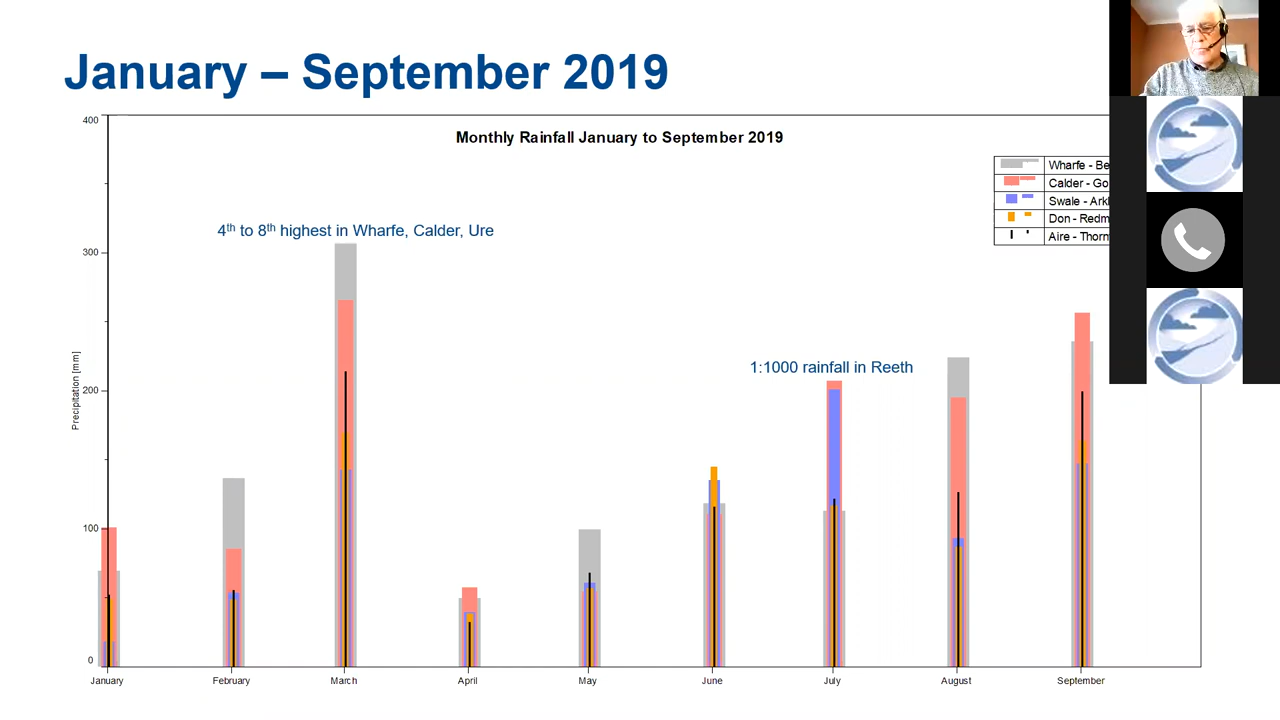 January – September 2019
Monthly Rainfall January to September 2019
400
300
200
100
0
Precipitation [mm]
Wharfe - Be
Calder - Go
Swale - Ark
Don - Redm
Aire - Thorn
4th to 8th highest in Wharfe, Calder, Ure
1:1000 rainfall in Reeth
January February March April May June July August September